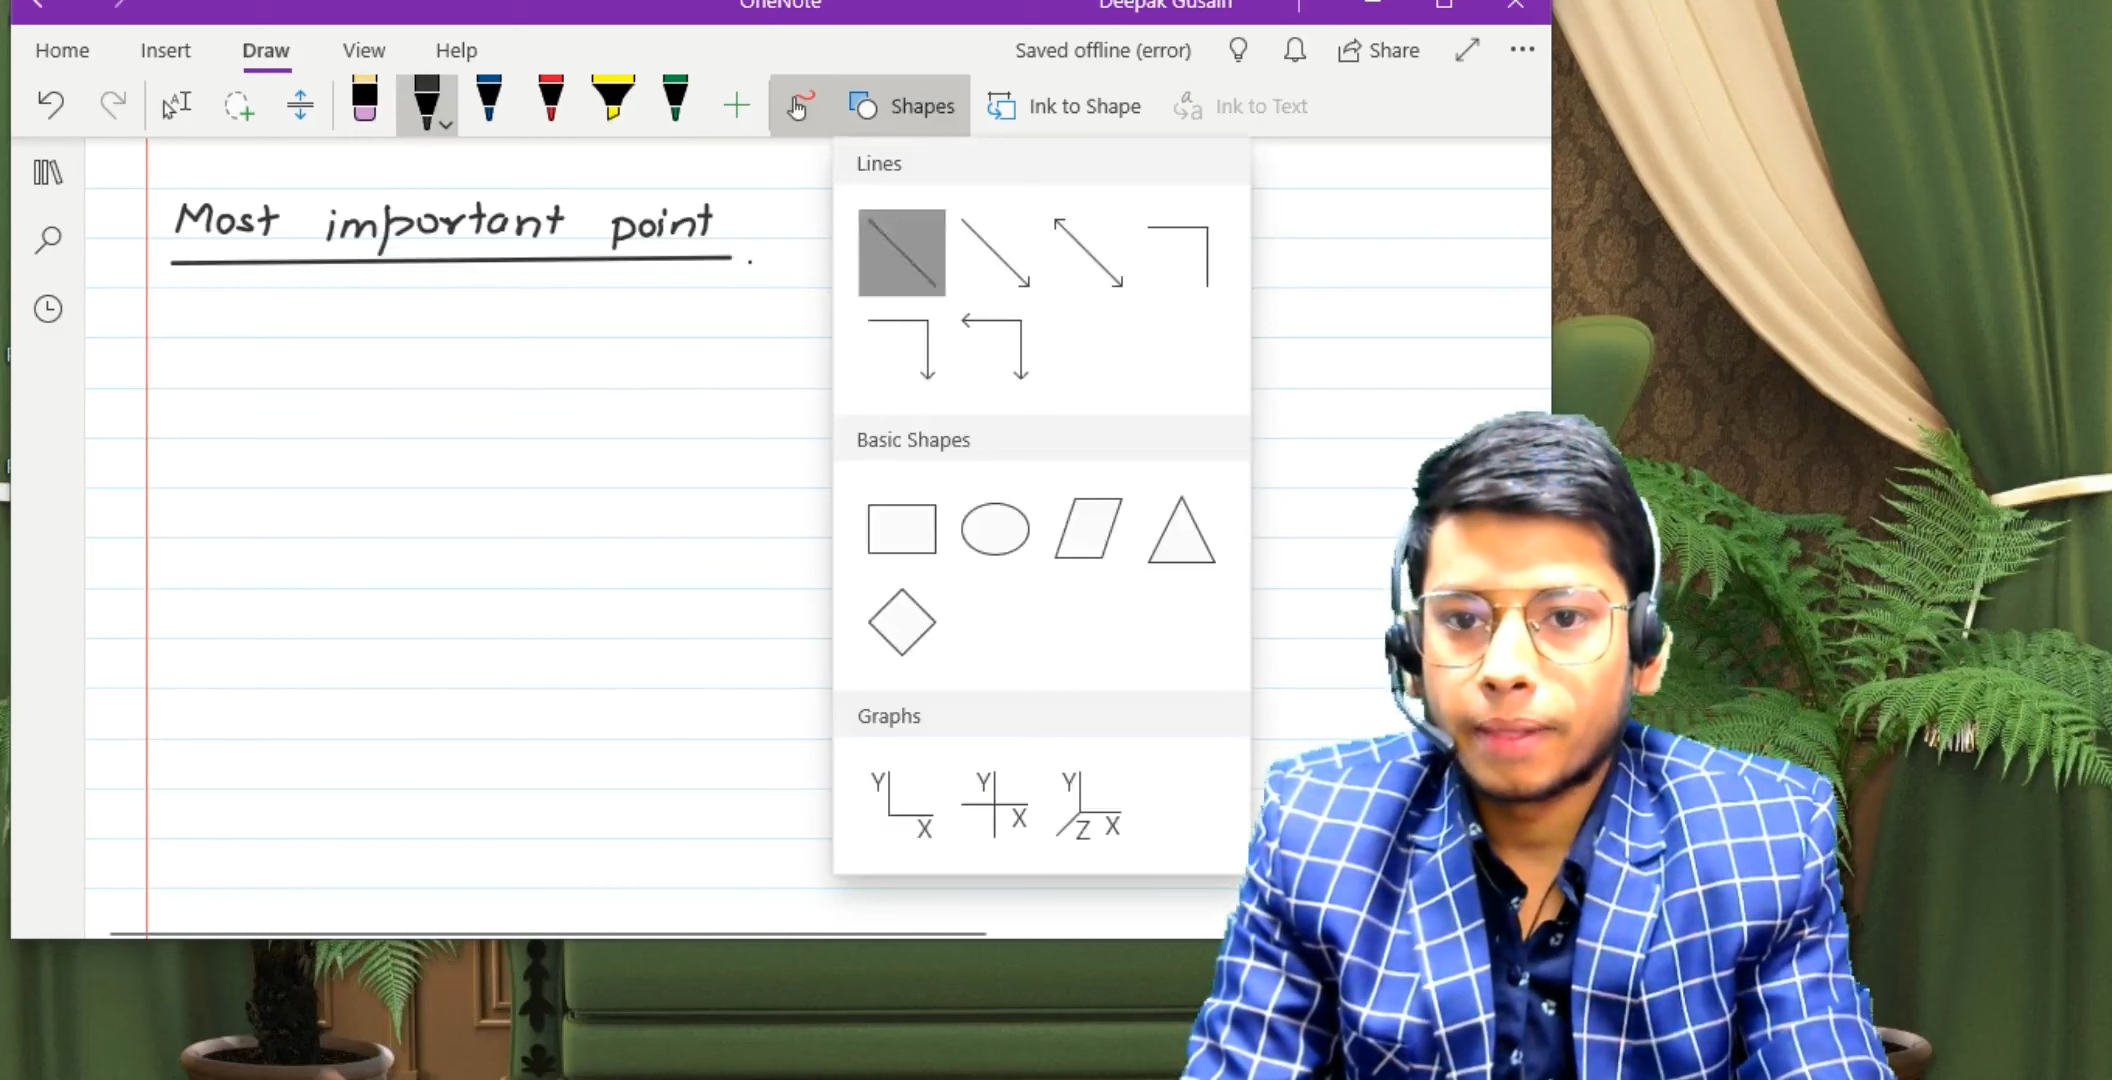 OneNote
Deepak Gusain
Home Insert Draw View Help
Saved offline (error) Share
Shapes Ink to Shape Ink to Text
Lines
Most important point.
Basic Shapes
Graphs
Y X Y X Y Z X